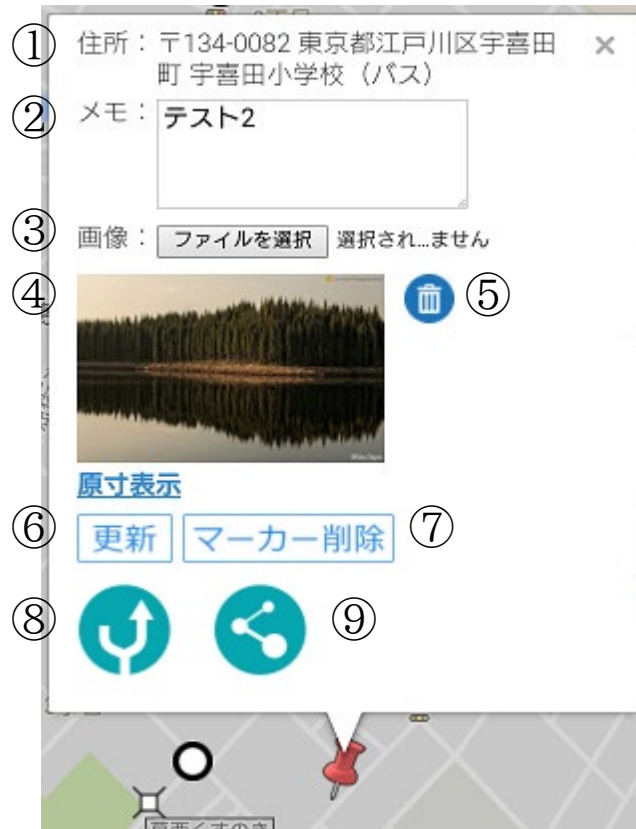 ① 住所：〒134-0082 東京都江戸川区宇喜田
町 宇喜田小学校（バス）
② メモ：テスト2
③ 画像：ファイルを選択 選択され...ません
④ ⑤
原寸表示
⑥ 更新 マーカー削除 ⑦
⑧ ⑨